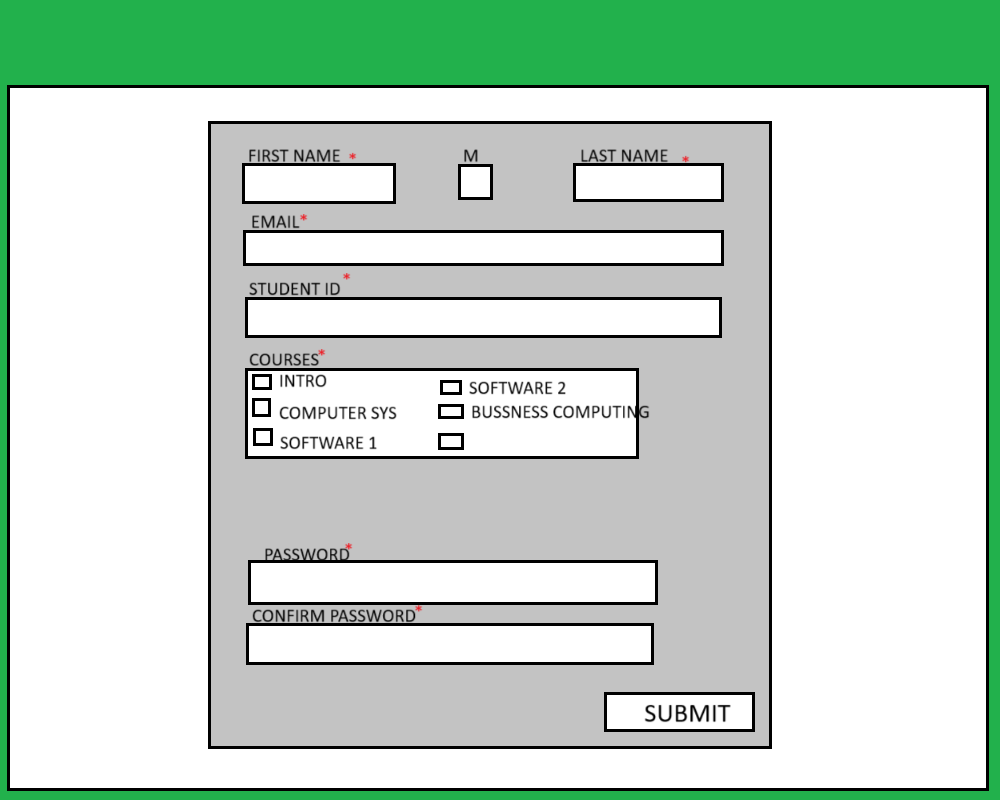 FIRST NAME * M LAST NAME *
EMAIL*
STUDENT ID *
COURSES*
INTRO
COMPUTER SYS
SOFTWARE 1
SOFTWARE 2
BUSSNESS COMPUTING
PASSWORD*
CONFIRM PASSWORD*
SUBMIT